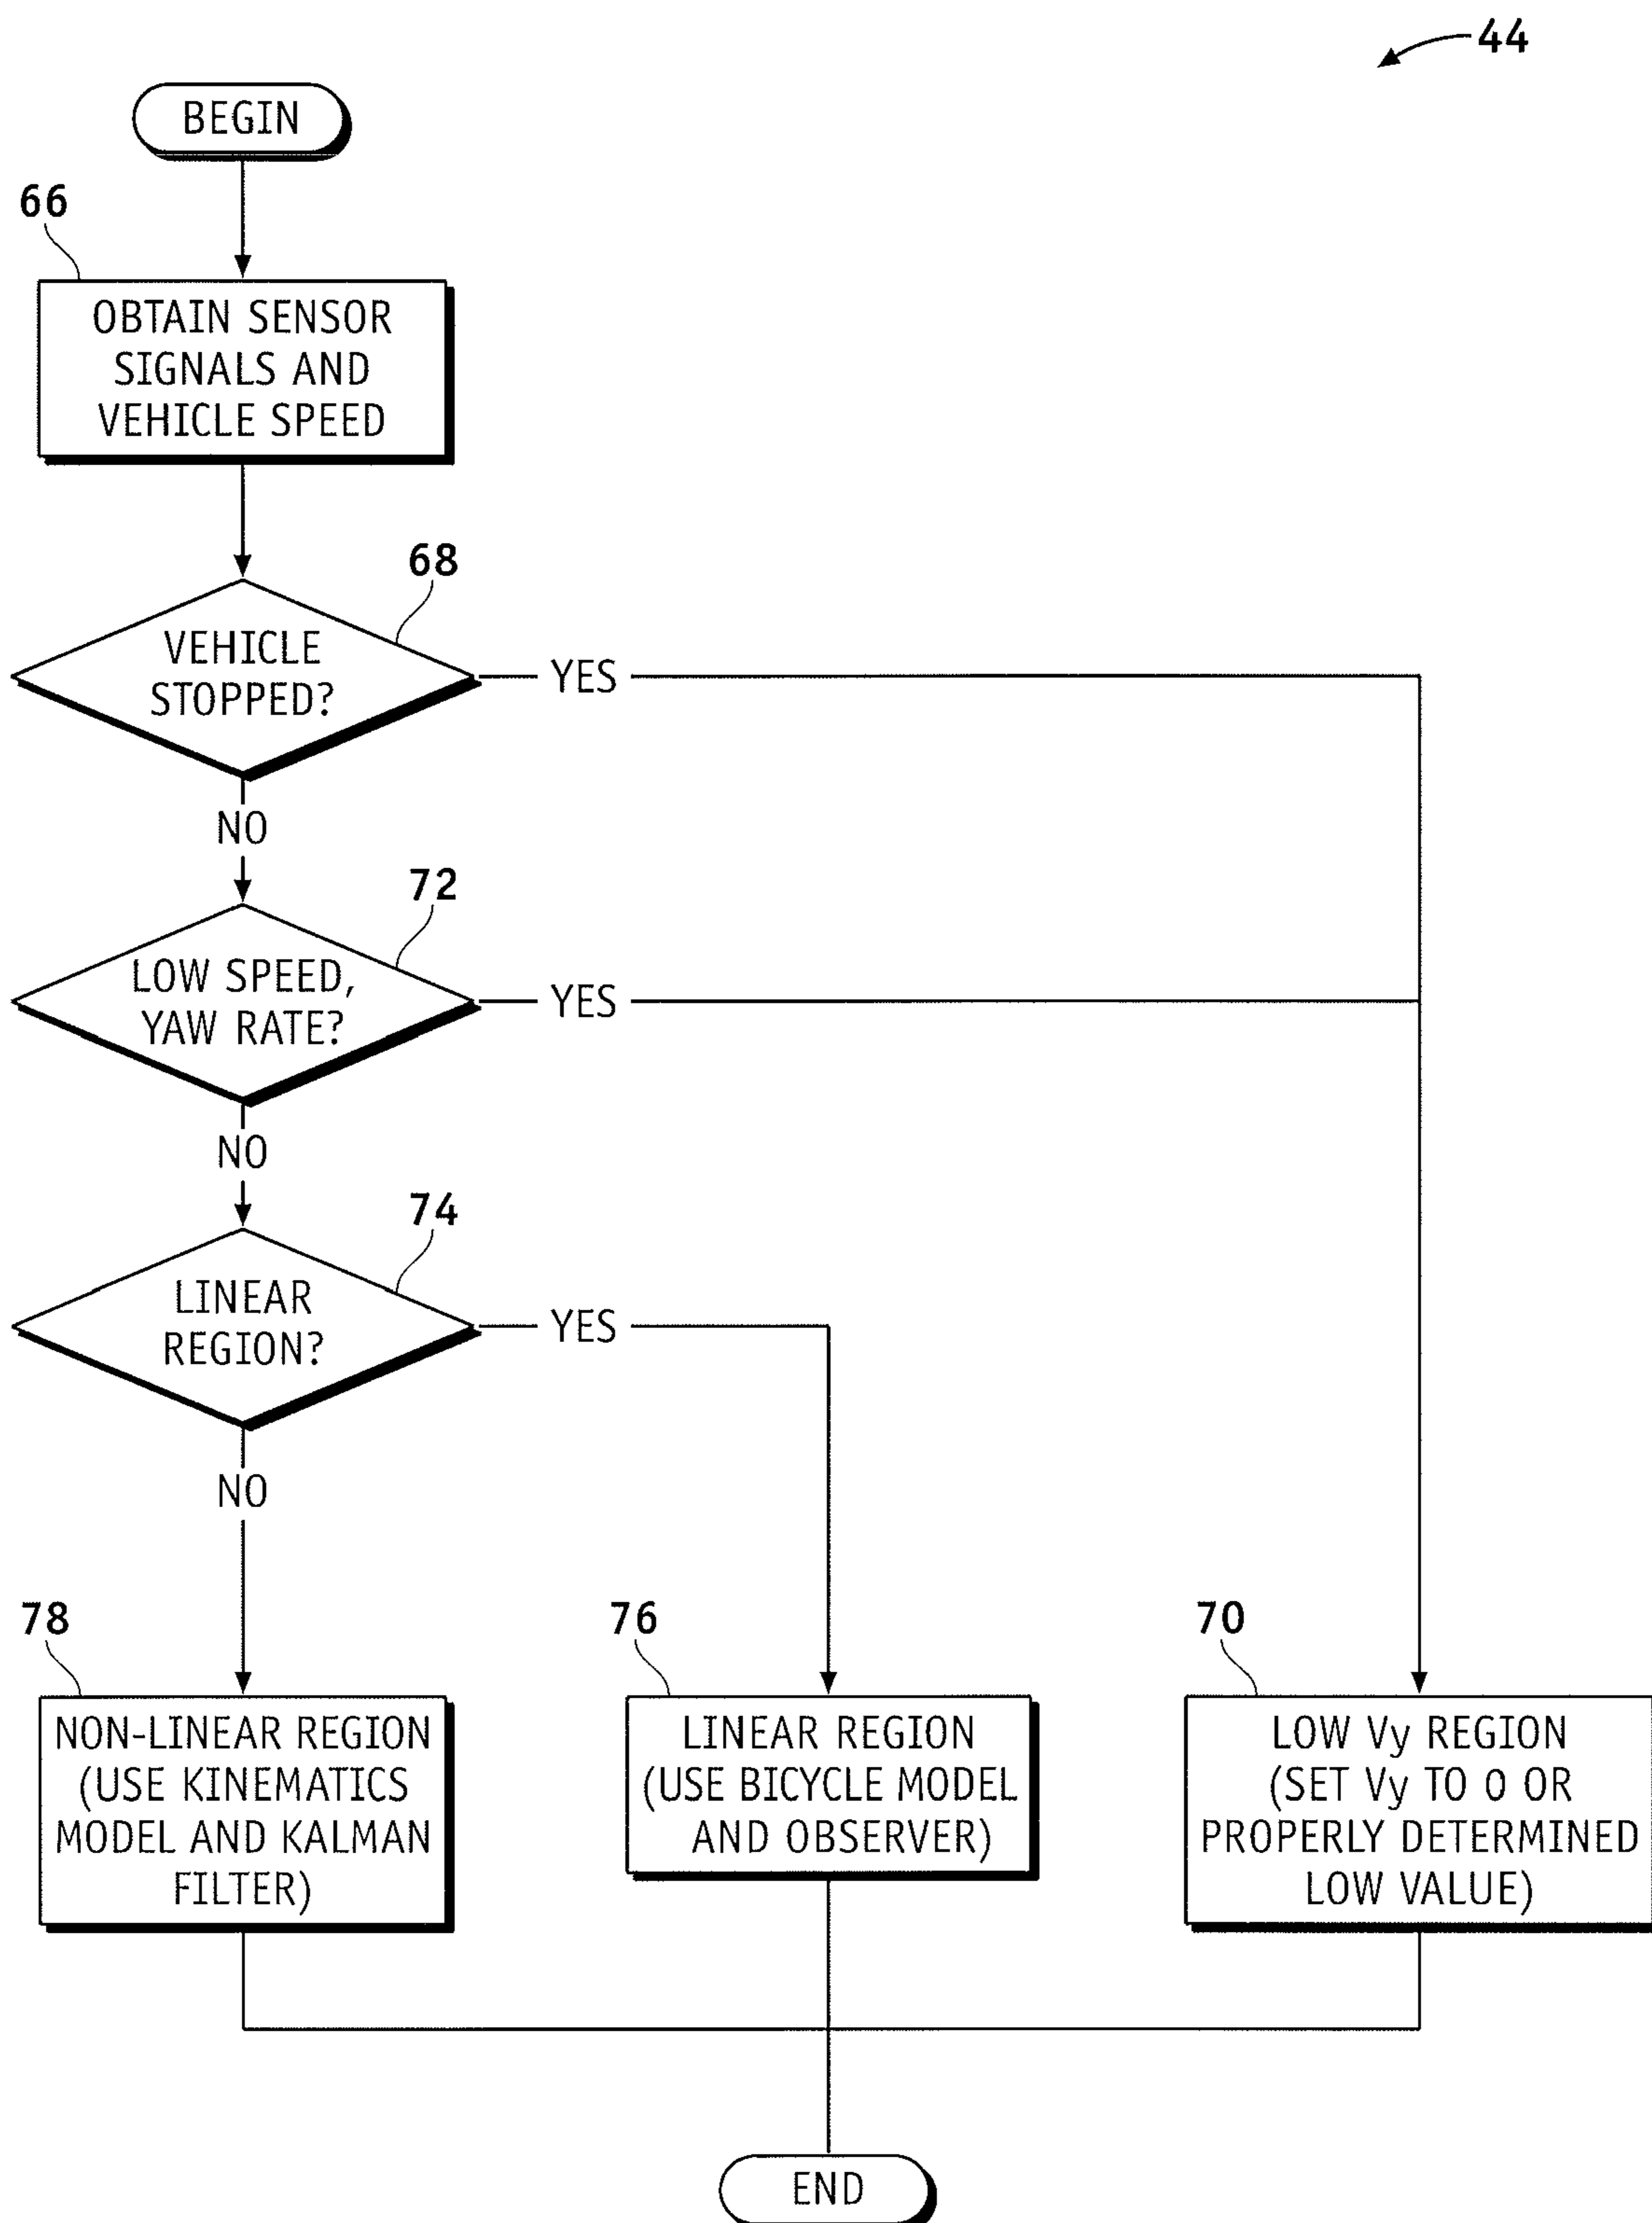 44
BEGIN
66
OBTAIN SENSOR
SIGNALS AND
VEHICLE SPEED
68
VEHICLE
STOPPED?
YES
NO
72
LOW SPEED,
YAW RATE?
YES
NO
74
LINEAR
REGION?
YES
NO
78
NON-LINEAR REGION
(USE KINEMATICS
MODEL AND KALMAN
FILTER)
76
LINEAR REGION
(USE BICYCLE MODEL
AND OBSERVER)
70
LOW Vy REGION
(SET Vy TO 0 OR
PROPERLY DETERMINED
LOW VALUE)
END